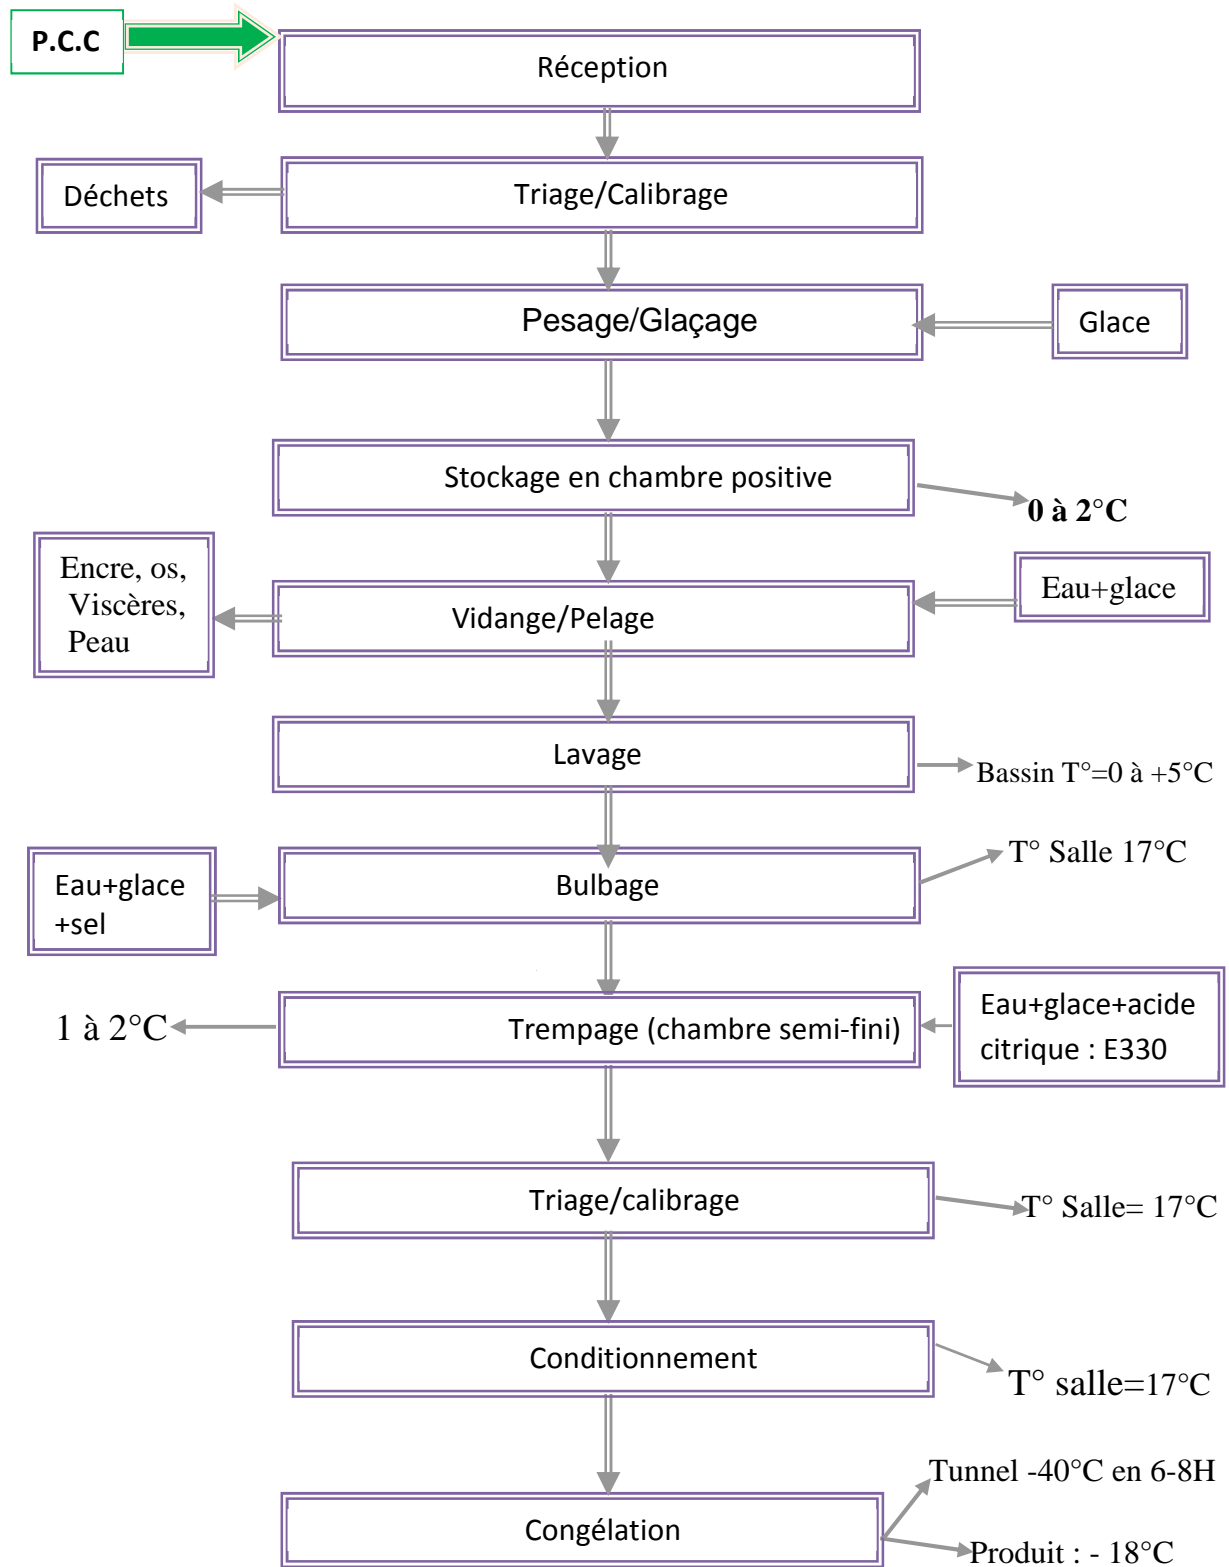 P.C.C
Réception
Déchets
Triage/Calibrage
Pesage/Glaçage
Glace
Stockage en chambre positive
0 à 2°C
Encre, os,
Viscères,
Peau
Vidange/Pelage
Eau+glace
Lavage
Bassin T°=0 à +5°C
T° Salle 17°C
Eau+glace
+sel
Bulbage
1 à 2°C
Trempage (chambre semi-fini)
Eau+glace+acide
citrique : E330
Triage/calibrage
T° Salle= 17°C
Conditionnement
T° salle=17°C
Tunnel -40°C en 6-8H
Congélation
Produit : - 18°C